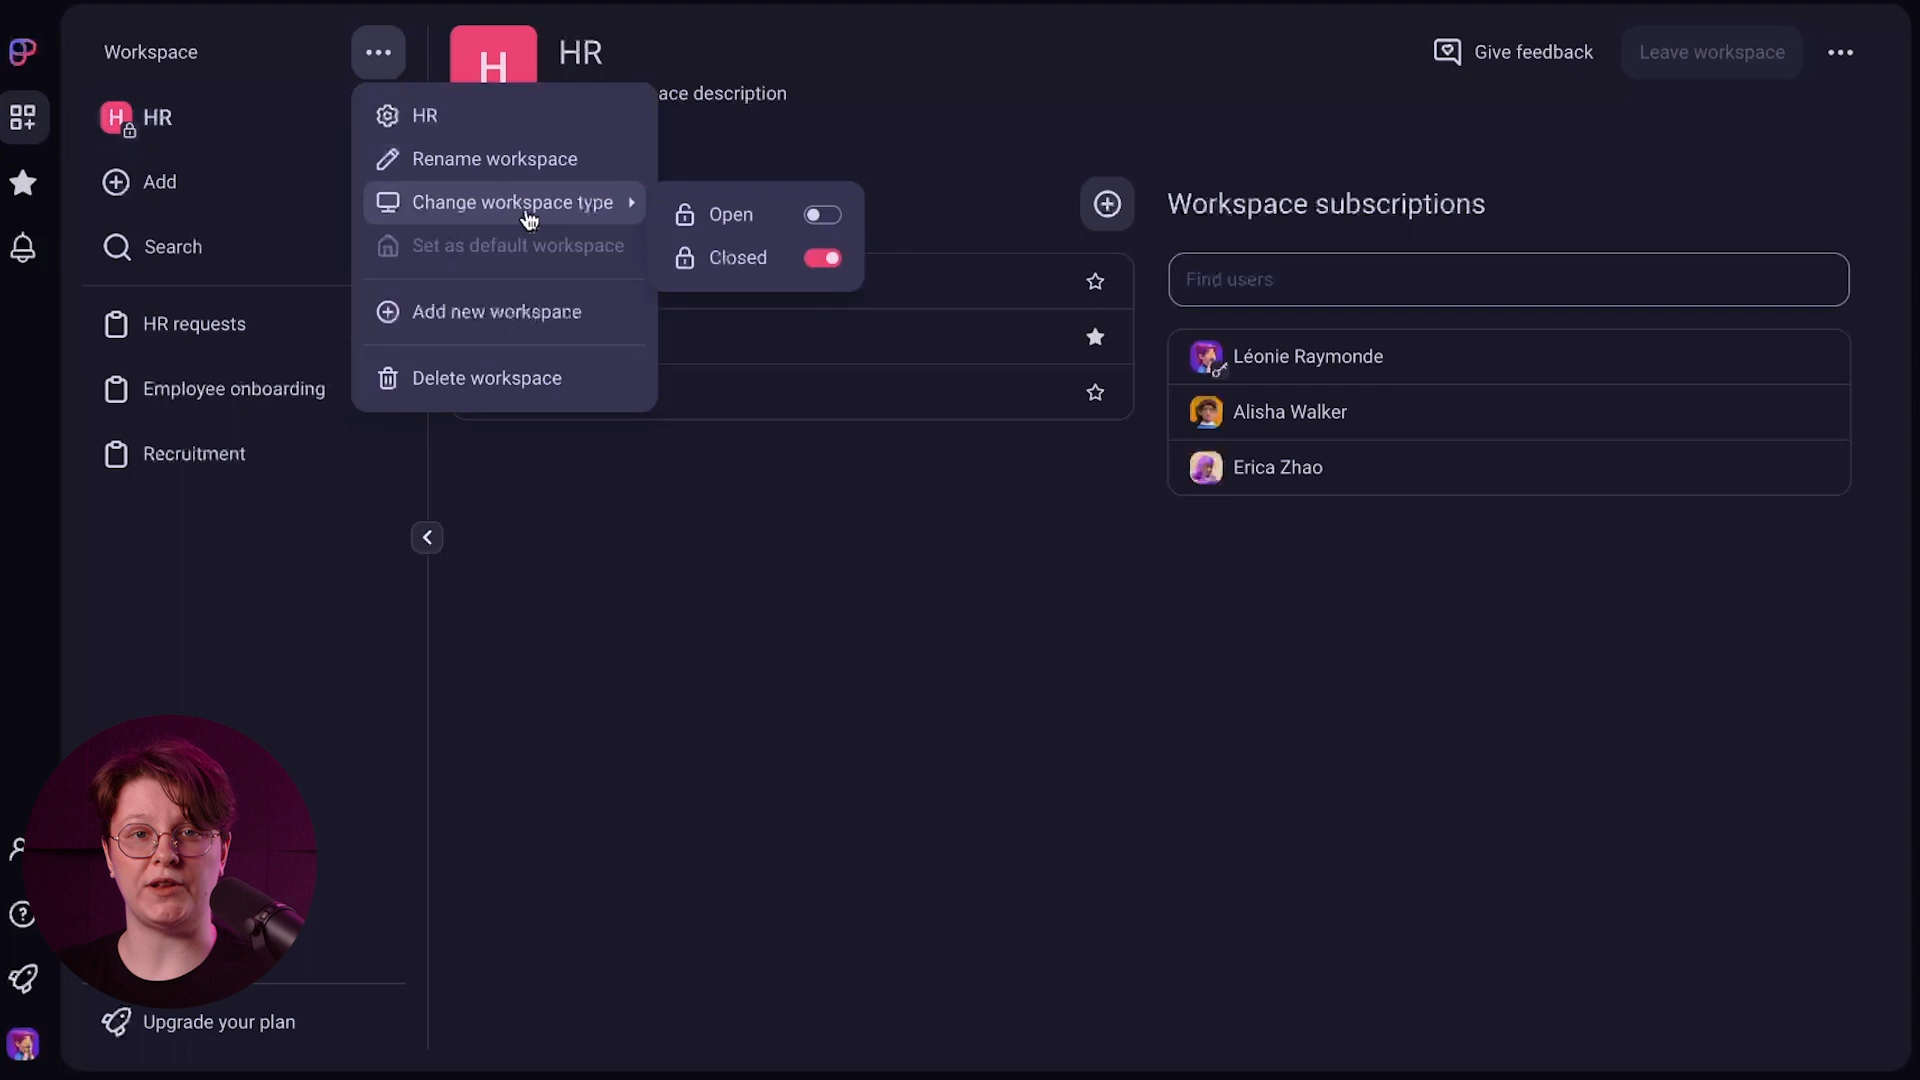 Workspace
H HR
Add
Search
HR requests
Employee onboarding
Recruitment
Upgrade your plan
HR
Rename workspace
Change workspace type
Set as default workspace
Add new workspace
Delete workspace
Open
Closed
H
HR
ace description
Give feedback
Leave workspace
Workspace subscriptions
Find users
Léonie Raymonde
Alisha Walker
Erica Zhao